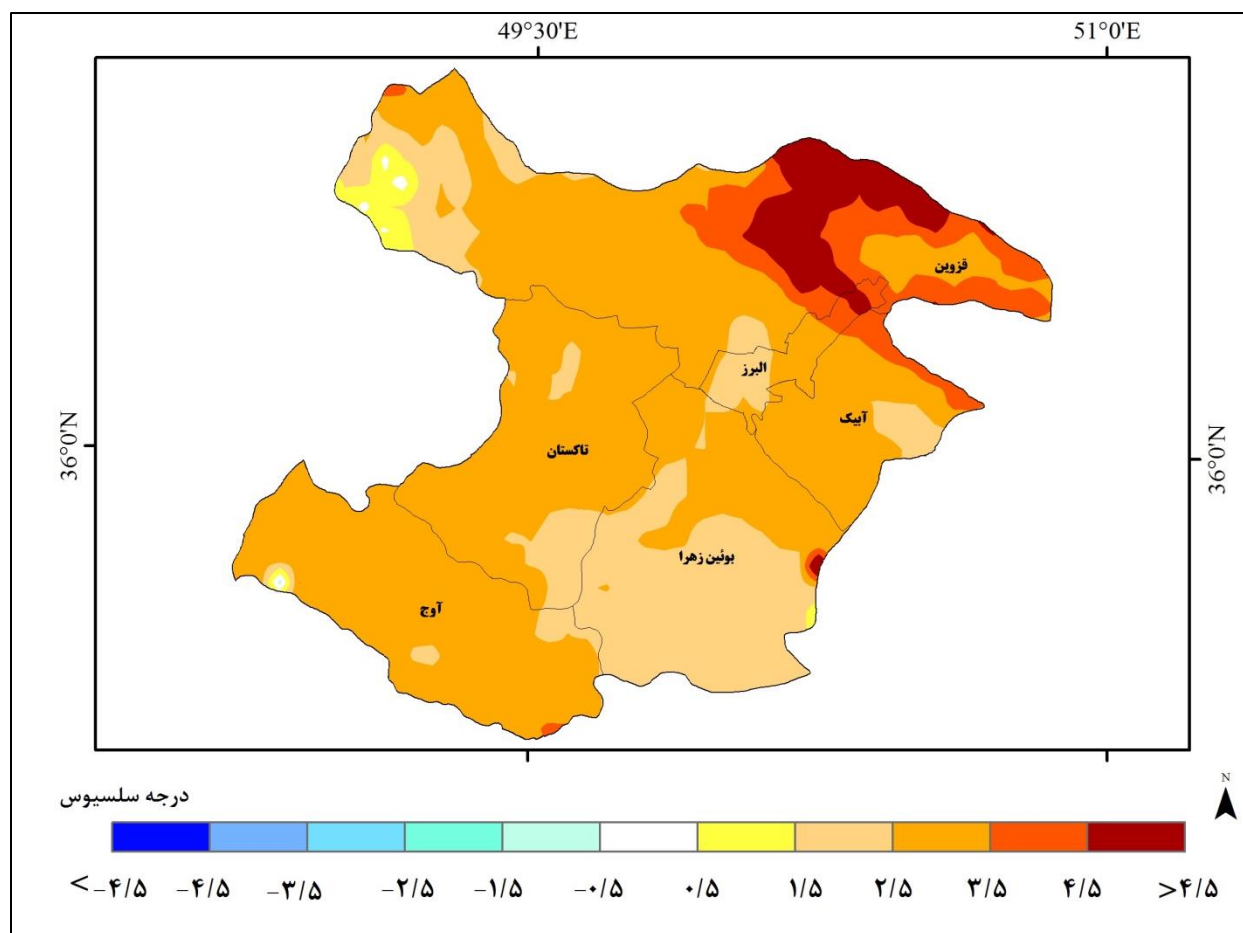 49°30'E 51°0'E
قزوین
البرز
آبیک
36°0'N
تاکستان
36°0'N
بوئین زهرا
آوج
درجه سلسیوس
N
<-۴/۵ -۴/۵ -۳/۵ -۲/۵ -۱/۵ -۰/۵ ۰/۵ ۱/۵ ۲/۵ ۳/۵ ۴/۵ >۴/۵